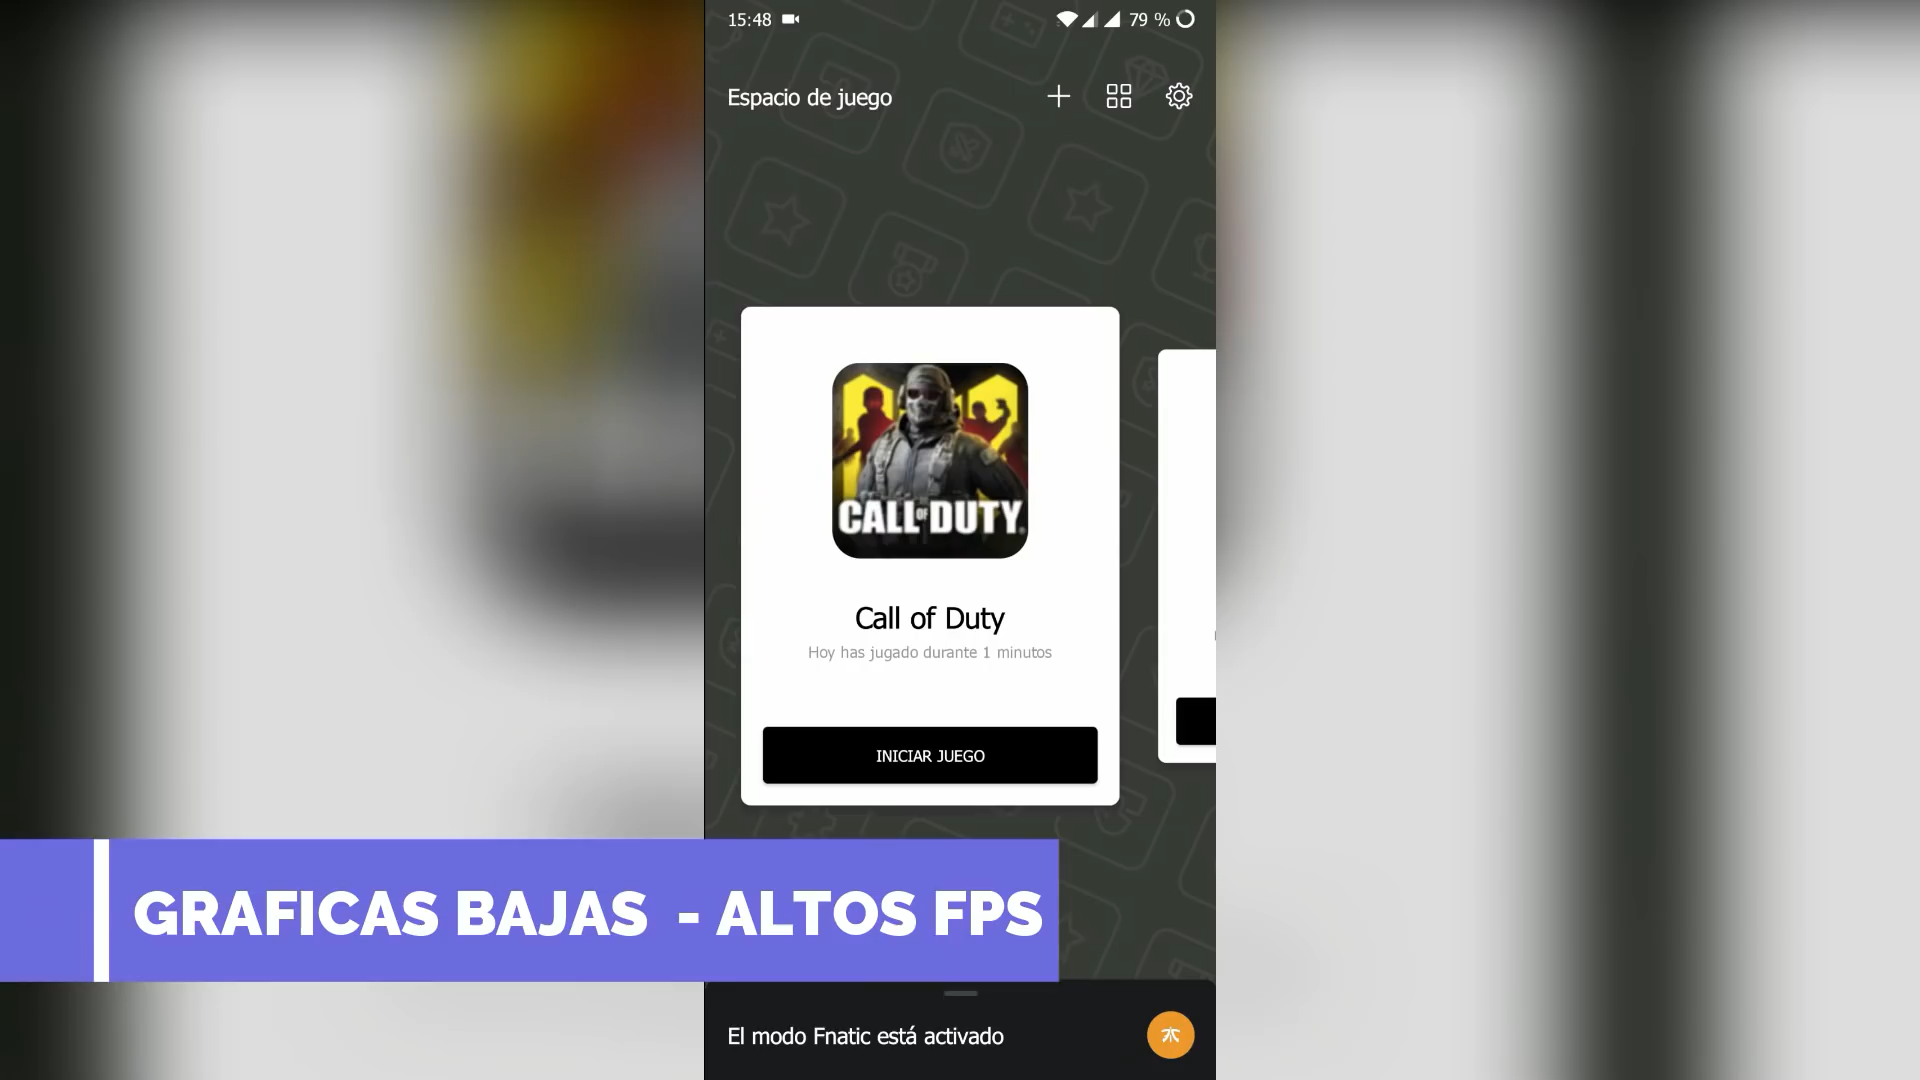 15:48
79 %
Espacio de juego
CALL OF DUTY
Call of Duty
Hoy has jugado durante 1 minutos
INICIAR JUEGO
GRAFICAS BAJAS - ALTOS FPS
El modo Fnatic está activado